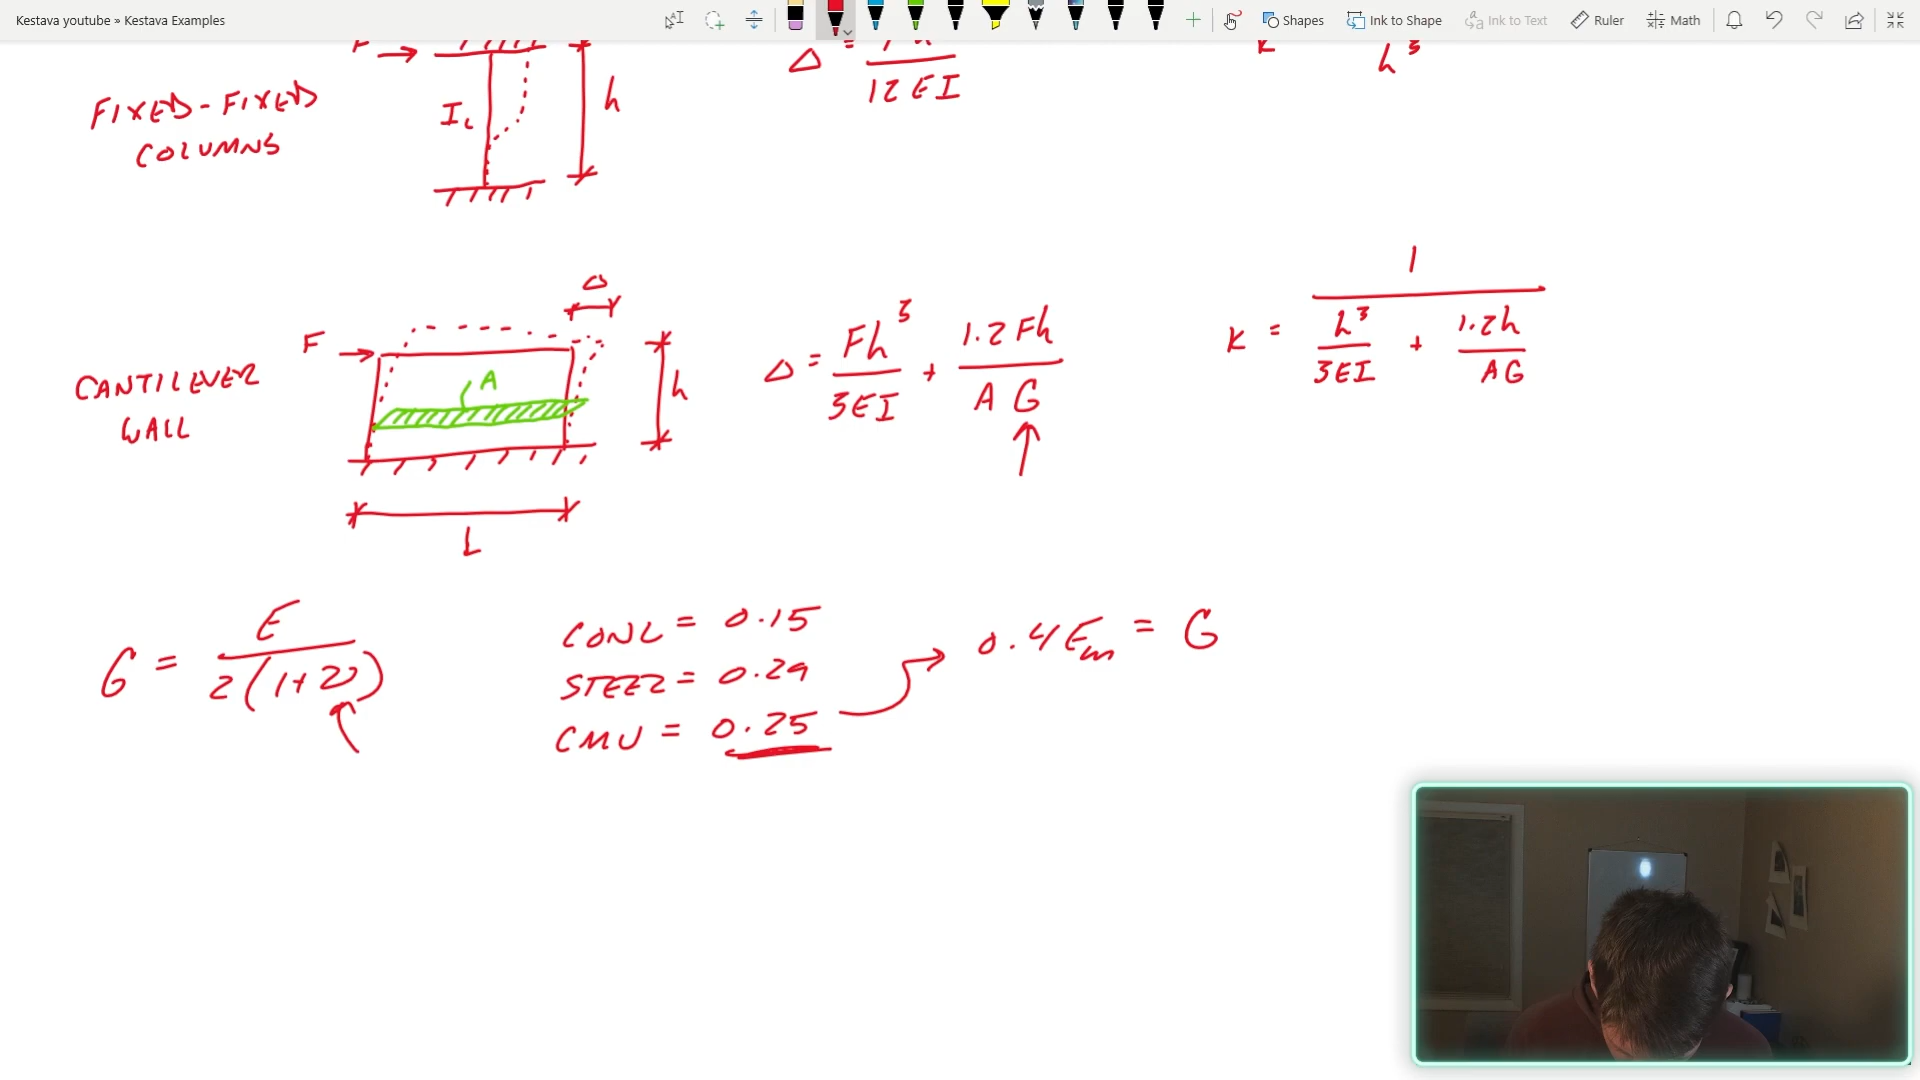 Kestava youtube » Kestava Examples
Shapes
Ink to Shape
Ink to Text
Ruler
Math
F
FIXED-FIXED
COLUMNS
I
h
Δ =
12EI
K
h³
CANTILEVER
WALL
F
Δ
A
h
L
Δ = Fh³/3EI + 1.2Fh/AG
K = 1/(h³/3EI + 1.2h/AG)
G = E/2(1+ν)
CONC = 0.15
STEEL = 0.29
CMU = 0.25
0.4Em = G